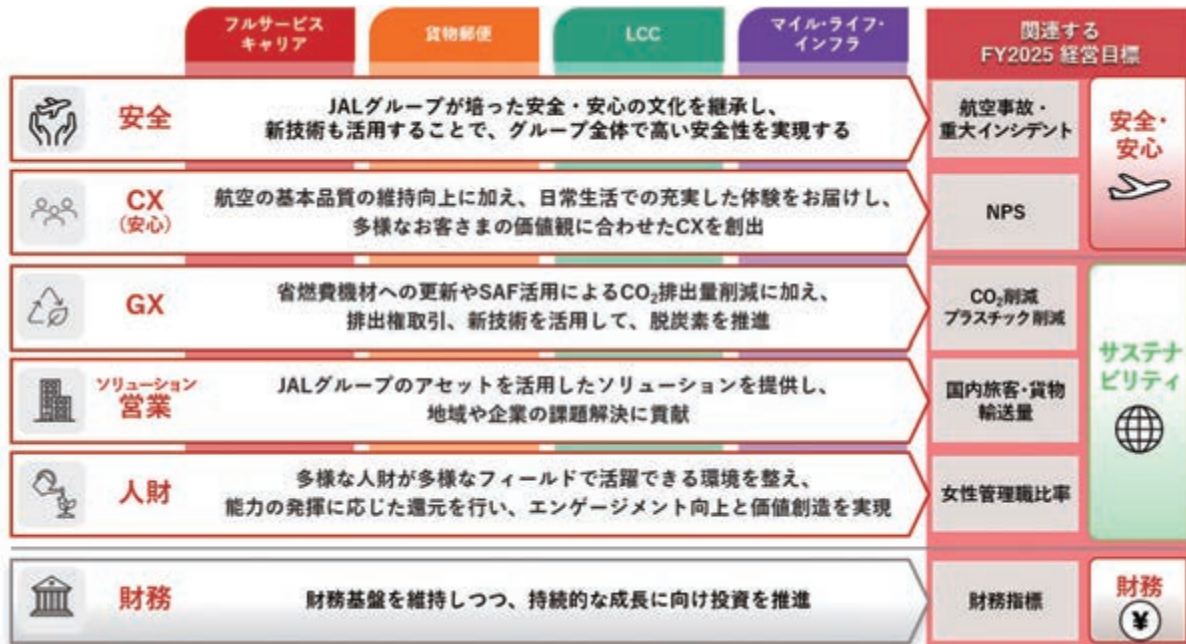 フルサービス
キャリア
貨物郵便
LCC
マイル・ライフ・
インフラ
関連する
FY2025 経営目標
安全
JALグループが培った安全・安心の文化を継承し、
新技術も活用することで、グループ全体で高い安全性を実現する
航空事故・
重大インシデント
安全・
安心
CX
(安心)
航空の基本品質の維持向上に加え、日常生活での充実した体験をお届けし、
多様なお客さまの価値観に合わせたCXを創出
NPS
GX
省燃費機材への更新やSAF活用によるCO₂排出量削減に加え、
排出権取引、新技術を活用して、脱炭素を推進
CO₂削減
プラスチック削減
サステナ
ビリティ
ソリューション
営業
JALグループのアセットを活用したソリューションを提供し、
地域や企業の課題解決に貢献
国内旅客・貨物
輸送量
人財
多様な人財が多様なフィールドで活躍できる環境を整え、
能力の発揮に応じた還元を行い、エンゲージメント向上と価値創造を実現
女性管理職比率
財務
財務基盤を維持しつつ、持続的な成長に向け投資を推進
財務指標
財務
¥